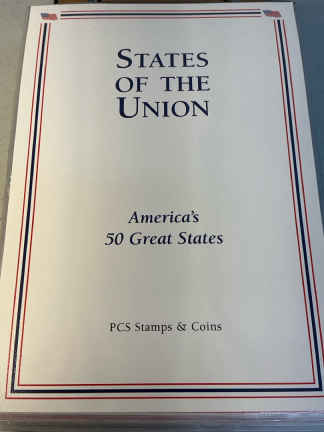 STATES
OF THE
UNION
America's
50 Great States
PCS Stamps & Coins